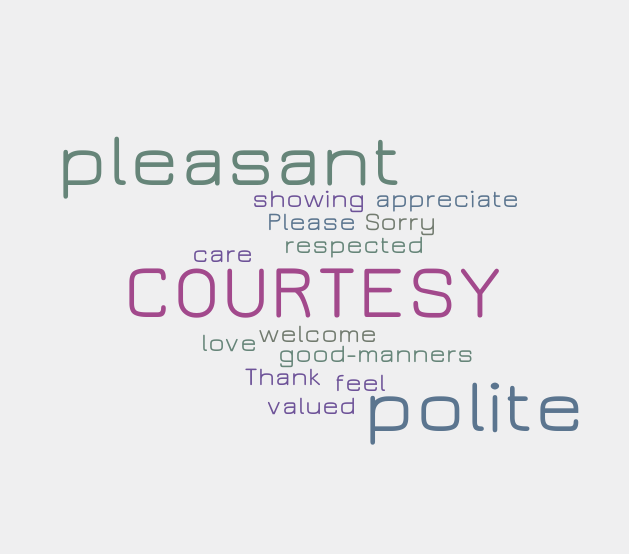 pleasant
showing appreciate
Please Sorry
respected
care
COURTESY
welcome
love
good-manners
Thank feel
valued
polite